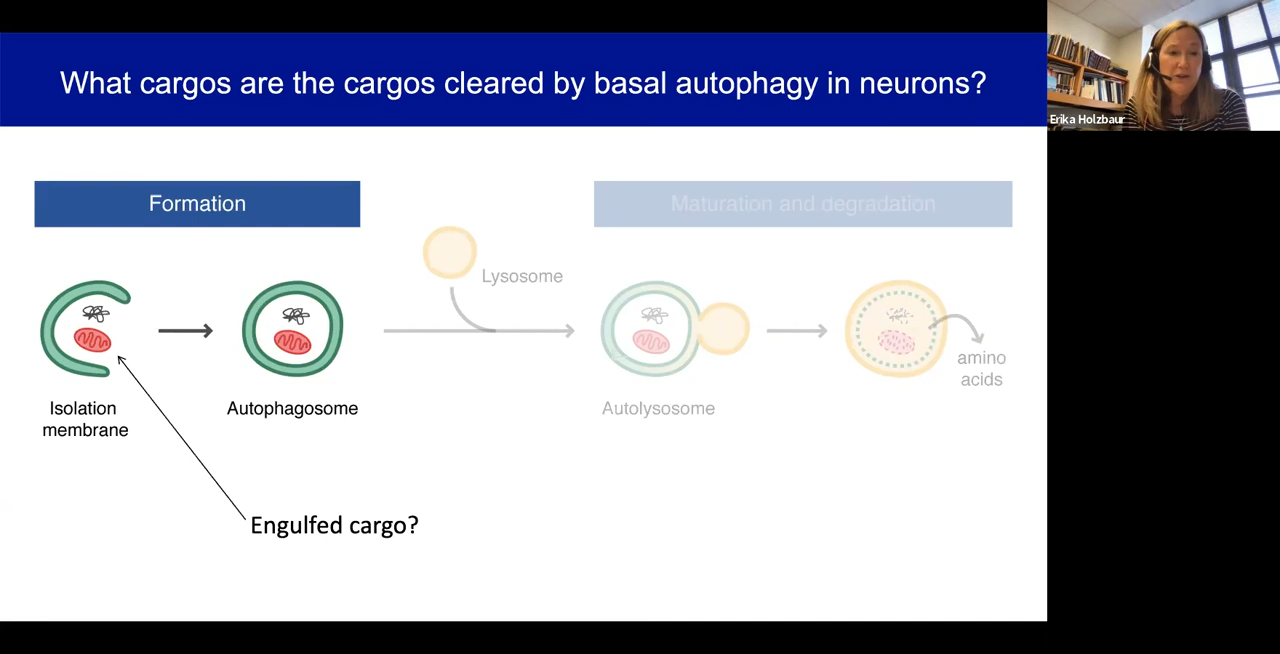 What cargos are the cargos cleared by basal autophagy in neurons?
Erika Holzbaur
Formation
Maturation and degradation
Lysosome
amino
acids
Isolation
membrane
Autophagosome
Autolysosome
Engulfed cargo?